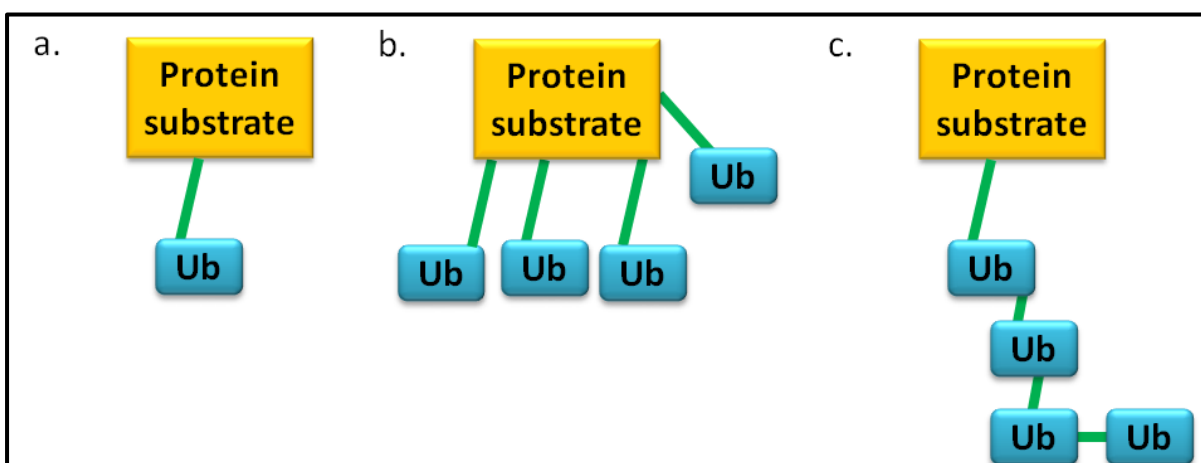 a.
Protein
substrate
Ub
b.
Protein
substrate
Ub
Ub
Ub
Ub
c.
Protein
substrate
Ub
Ub
Ub Ub